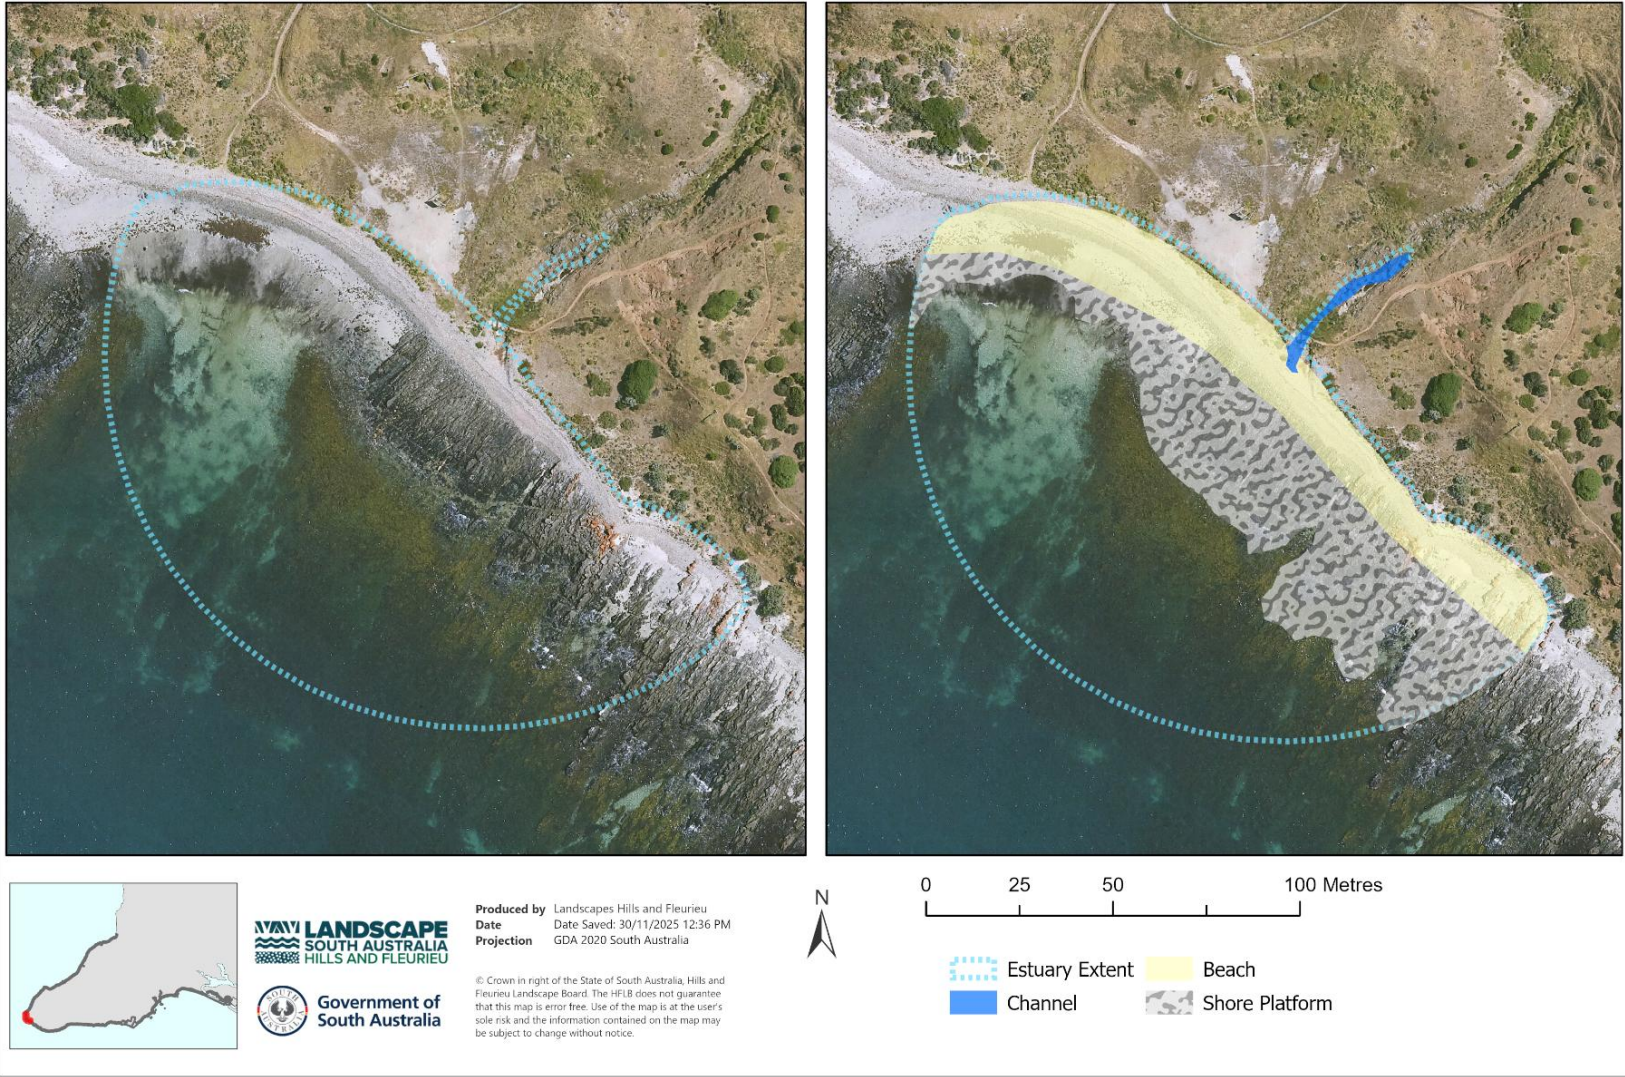 LANDSCAPE
SOUTH AUSTRALIA
HILLS AND FLEURIEU
SOUTH AUSTRALIA
Government of
South Australia
Produced by Landscapes Hills and Fleurieu
Date Date Saved: 30/11/2025 12:36 PM
Projection GDA 2020 South Australia
© Crown in right of the State of South Australia, Hills and
Fleurieu Landscape Board. The HFLB does not guarantee
that this map is error free. Use of the map is at the user's
sole risk and the information contained on the map may
be subject to change without notice.
N
0 25 50 100 Metres
Estuary Extent Beach
Channel Shore Platform